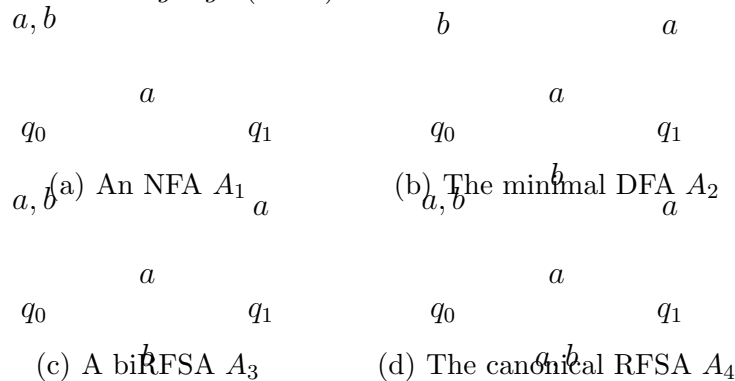 a, b b a
a a
q0 q1 q0 q1
b
(a) An NFA A1 (b) The minimal DFA A2
a, b a a, b a
a a
q0 q1 q0 q1
b a, b
(c) A biRFSA A3 (d) The canonical RFSA A4